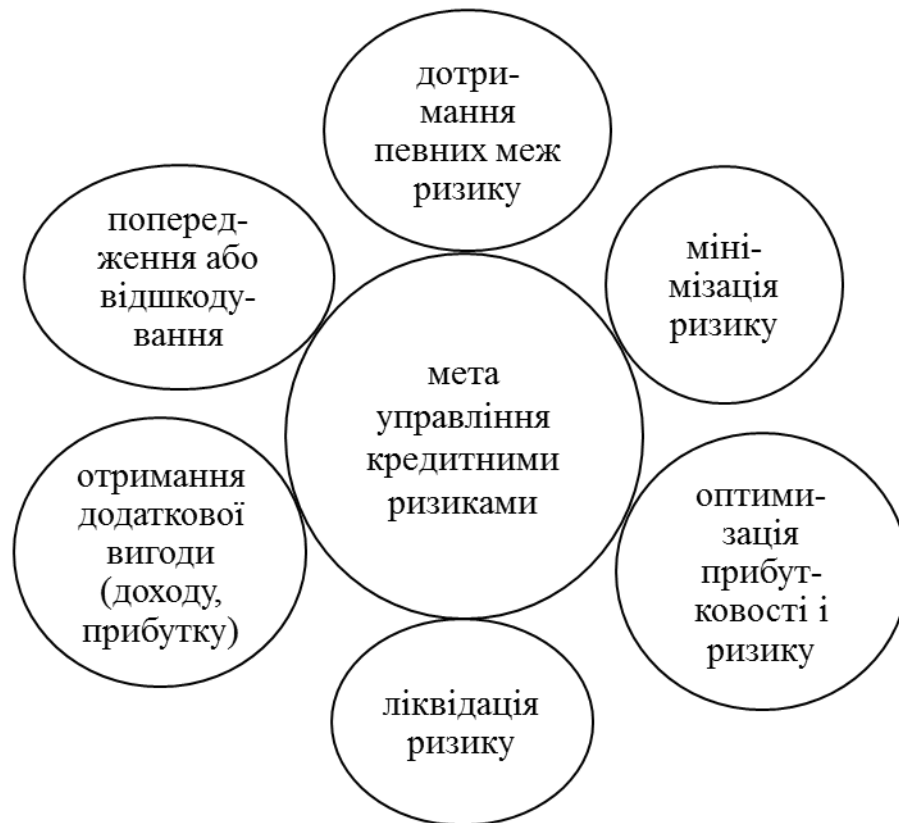 дотри-
мання
певних меж
ризику
поперед-
ження або
відшкоду-
вання
міні-
мізація
ризику
мета
управління
кредитними
ризиками
отримання
додаткової
вигоди
(доходу,
прибутку)
оптими-
зація
прибут-
ковості і
ризику
ліквідація
ризику